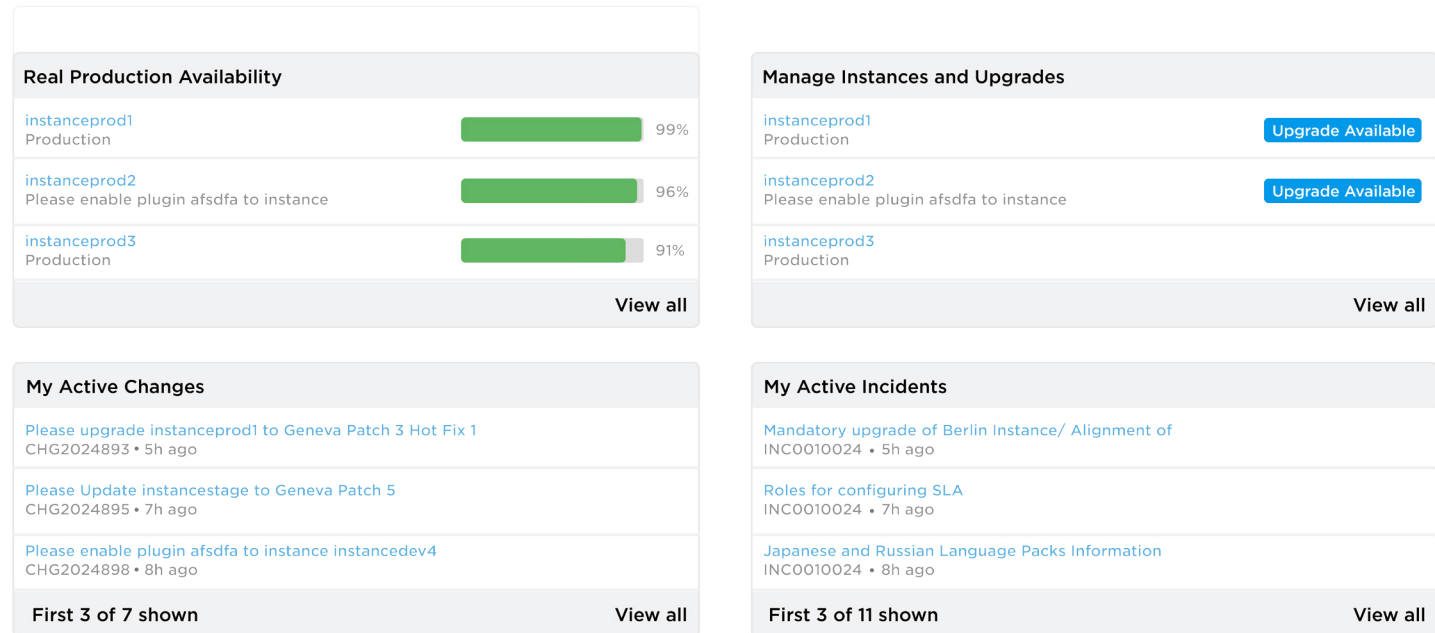 Real Production Availability
instanceprod1
Production
99%
instanceprod2
Please enable plugin afsdfa to instance
96%
instanceprod3
Production
91%
View all
Manage Instances and Upgrades
instanceprod1
Production
Upgrade Available
instanceprod2
Please enable plugin afsdfa to instance
Upgrade Available
instanceprod3
Production
View all
My Active Changes
Please upgrade instanceprod1 to Geneva Patch 3 Hot Fix 1
CHG2024893 • 5h ago
Please Update instancestage to Geneva Patch 5
CHG2024895 • 7h ago
Please enable plugin afsdfa to instance instancedev4
CHG2024898 • 8h ago
First 3 of 7 shown
View all
My Active Incidents
Mandatory upgrade of Berlin Instance/ Alignment of
INC0010024 • 5h ago
Roles for configuring SLA
INC0010024 • 7h ago
Japanese and Russian Language Packs Information
INC0010024 • 8h ago
First 3 of 11 shown
View all